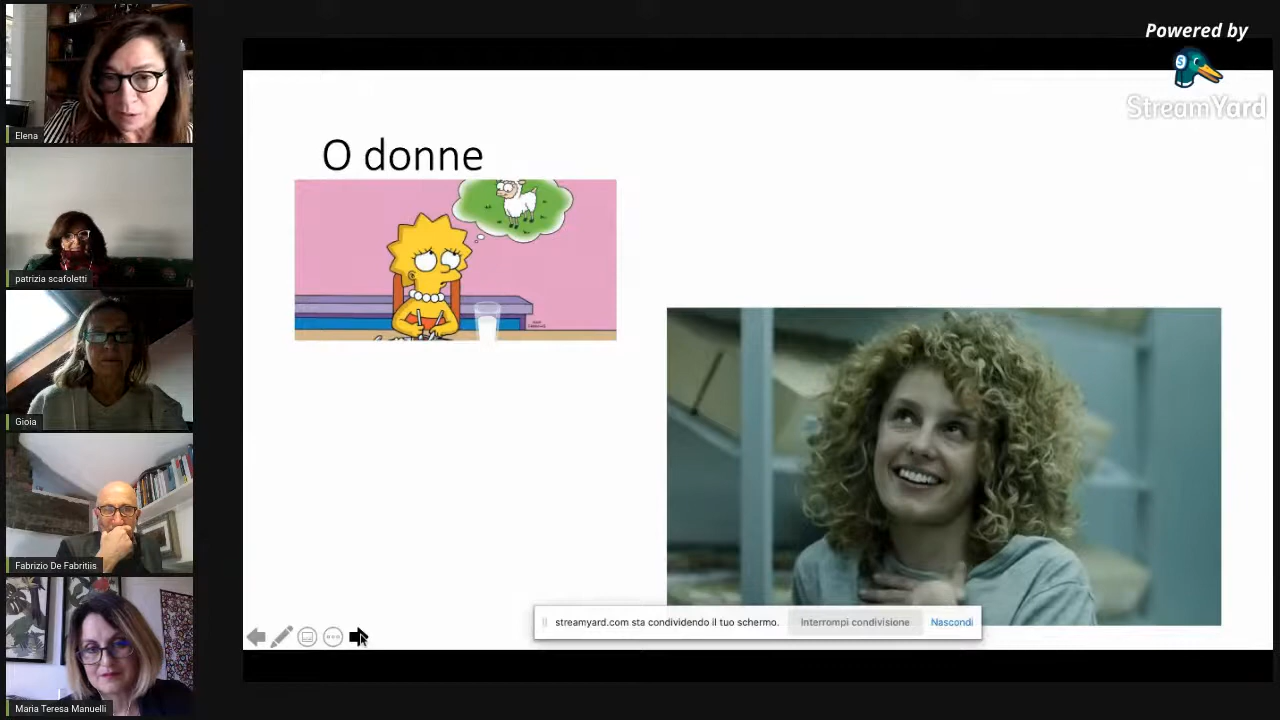 Powered by
S
StreamYard
Elena
patrizia scafoletti
Gioia
Fabrizio De Fabritiis
Maria Teresa Manuelli
O donne
streamyard.com sta condividendo il tuo schermo.
Interrompi condivisione
Nascondi